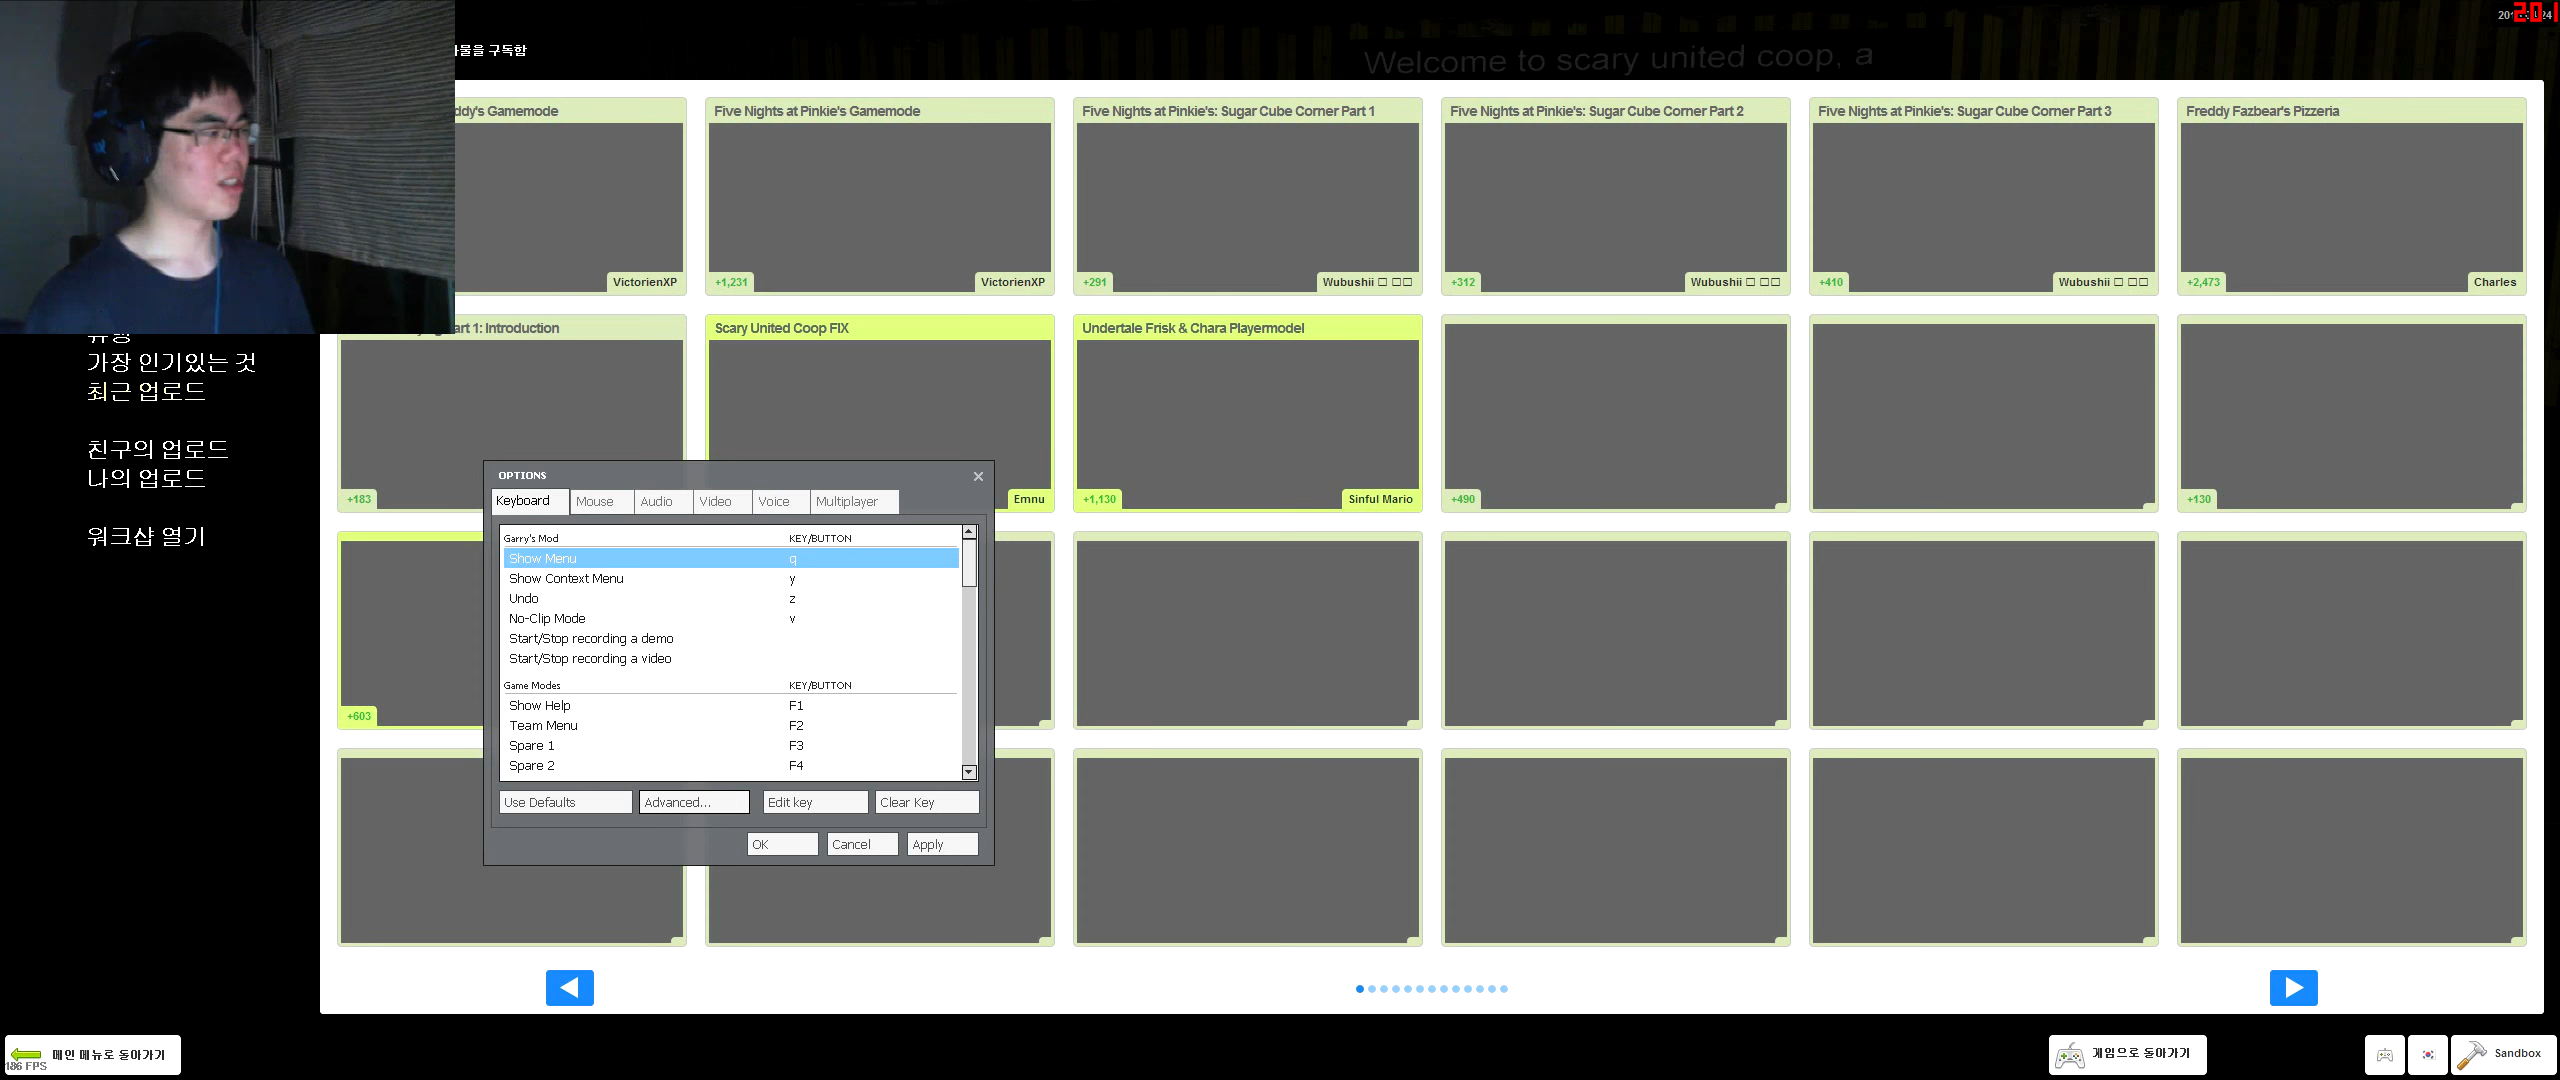 물을 구독함
Welcome to scary united coop, a
ddy's Gamemode
Five Nights at Pinkie's Gamemode
Five Nights at Pinkie's: Sugar Cube Corner Part 1
Five Nights at Pinkie's: Sugar Cube Corner Part 2
Five Nights at Pinkie's: Sugar Cube Corner Part 3
Freddy Fazbear's Pizzeria
VictorienXP
+1,231
VictorienXP
+291
Wubushii
+312
Wubushii
+410
Wubushii
+2,473
Charles
art 1: Introduction
Scary United Coop FIX
Undertale Frisk & Chara Playermodel
가장 인기있는 것
최근 업로드
친구의 업로드
나의 업로드
워크샵 열기
+183
Emnu
+1,130
Sinful Mario
+490
+130
+603
OPTIONS
Keyboard
Mouse
Audio
Video
Voice
Multiplayer
Garry's Mod KEY/BUTTON
Show Menu q
Show Context Menu y
Undo z
No-Clip Mode v
Start/Stop recording a demo
Start/Stop recording a video
Game Modes KEY/BUTTON
Show Help F1
Team Menu F2
Spare 1 F3
Spare 2 F4
Use Defaults
Advanced...
Edit key
Clear Key
OK
Cancel
Apply
메인 메뉴로 돌아가기
186 FPS
게임으로 돌아가기
Sandbox